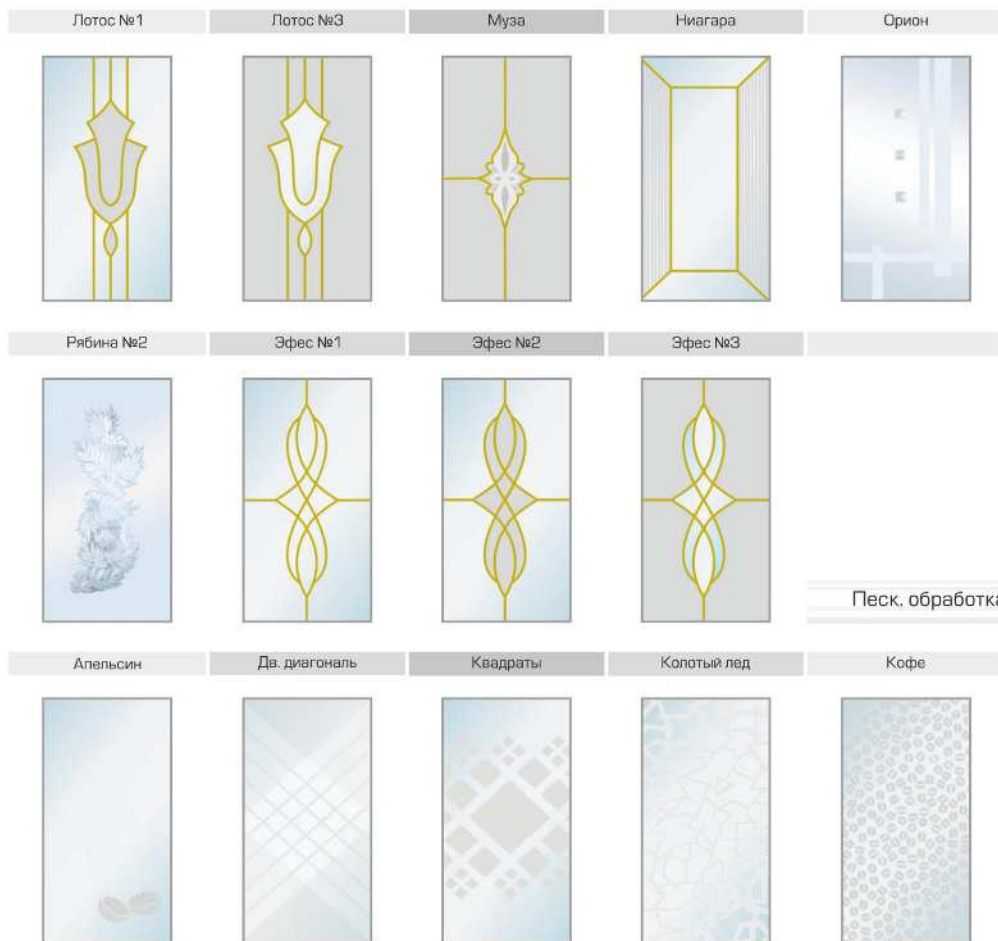 Лотос №1 Лотос №3 Муза Ниагара Орион
Рябина №2 Эфес №1 Эфес №2 Эфес №3
Песк. обработка
Апельсин Дв. диагональ Квадраты Колотый лед Кофе